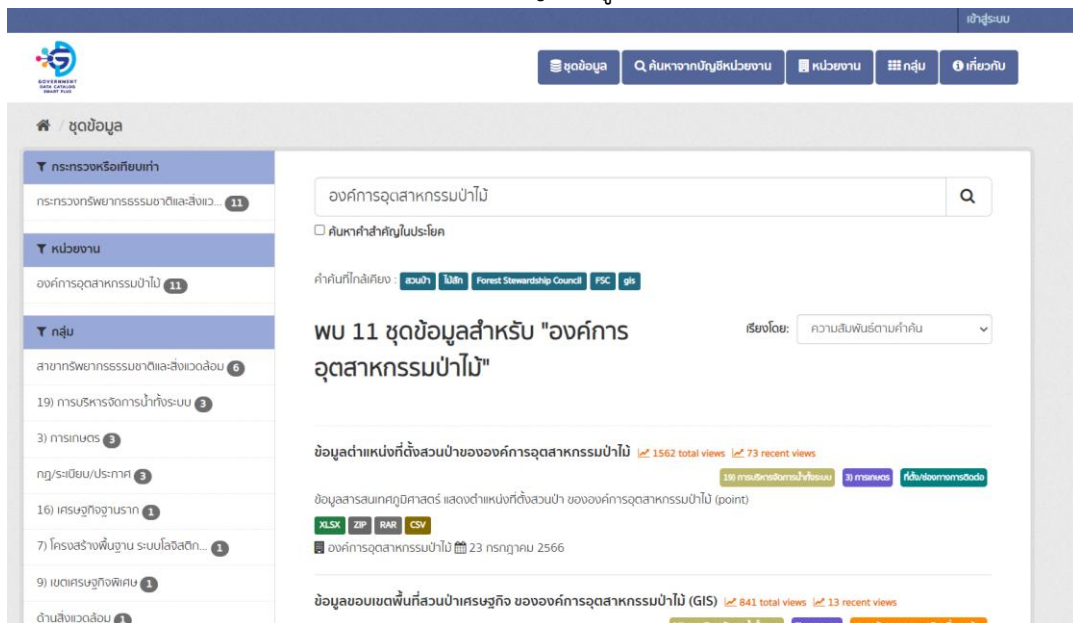 เข้าสู่ระบบ
GOVERNMENT
DATA CATALOG
SMART PLUS
ชุดข้อมูล
ค้นหาจากบัญชีหน่วยงาน
หน่วยงาน
กลุ่ม
เกี่ยวกับ
/ ชุดข้อมูล
กระทรวงหรือเทียบเท่า
กระทรวงทรัพยากรธรรมชาติและสิ่งแว... 11
หน่วยงาน
องค์การอุตสาหกรรมป่าไม้ 11
กลุ่ม
สาขาทรัพยากรธรรมชาติและสิ่งแวดล้อม 6
19) การบริหารจัดการน้ำทั้งระบบ 3
3) การเกษตร 3
กฎ/ระเบียบ/ประกาศ 3
16) เศรษฐกิจฐานราก 1
7) โครงสร้างพื้นฐาน ระบบโลจิสติก... 1
9) เขตเศรษฐกิจพิเศษ 1
ด้านสิ่งแวดล้อม 1
องค์การอุตสาหกรรมป่าไม้
ค้นหาคำสำคัญในประโยค
คำค้นที่ใกล้เคียง : สวนป่า ไม้สัก Forest Stewardship Council FSC gis
พบ 11 ชุดข้อมูลสำหรับ "องค์การ
อุตสาหกรรมป่าไม้"
เรียงโดย: ความสัมพันธ์ตามคำค้น
ข้อมูลตำแหน่งที่ตั้งสวนป่าขององค์การอุตสาหกรรมป่าไม้ 1562 total views 73 recent views
19) การบริหารจัดการน้ำทั้งระบบ 3) การเกษตร ที่ตั้ง/ช่องทางการติดต่อ
ข้อมูลสารสนเทศภูมิศาสตร์ แสดงตำแหน่งที่ตั้งสวนป่า ขององค์การอุตสาหกรรมป่าไม้ (point)
XLSX ZIP RAR CSV
องค์การอุตสาหกรรมป่าไม้ 23 กรกฎาคม 2566
ข้อมูลขอบเขตพื้นที่สวนป่าเศรษฐกิจ ขององค์การอุตสาหกรรมป่าไม้ (GIS) 841 total views 13 recent views